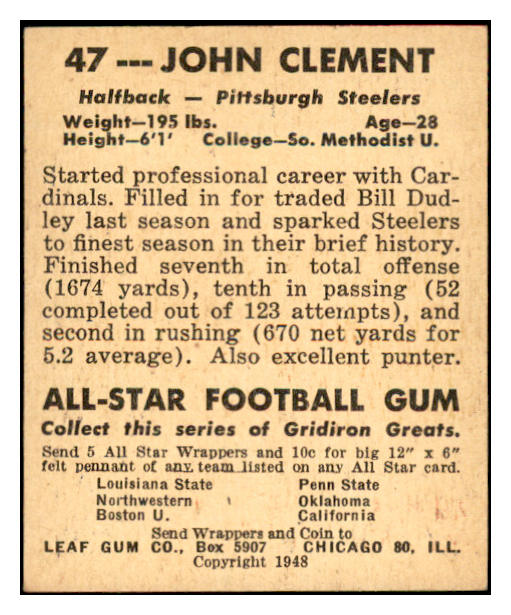 47---JOHN CLEMENT
Halfback — Pittsburgh Steelers
Weight—195 lbs. Age—28
Height—6'1' College—So. Methodist U.
Started professional career with Car-
dinals. Filled in for traded Bill Dud-
ley last season and sparked Steelers
to finest season in their brief history.
Finished seventh in total offense
(1674 yards), tenth in passing (52
completed out of 123 attempts), and
second in rushing (670 net yards for
5.2 average). Also excellent punter.
ALL-STAR FOOTBALL GUM
Collect this series of Gridiron Greats.
Send 5 All Star Wrappers and 10c for big 12" x 6"
felt pennant of any team listed on any All Star card.
Louisiana State Penn State
Northwestern Oklahoma
Boston U. California
Send Wrappers and Coin to
LEAF GUM CO., Box 5907 CHICAGO 80, ILL.
Copyright 1948